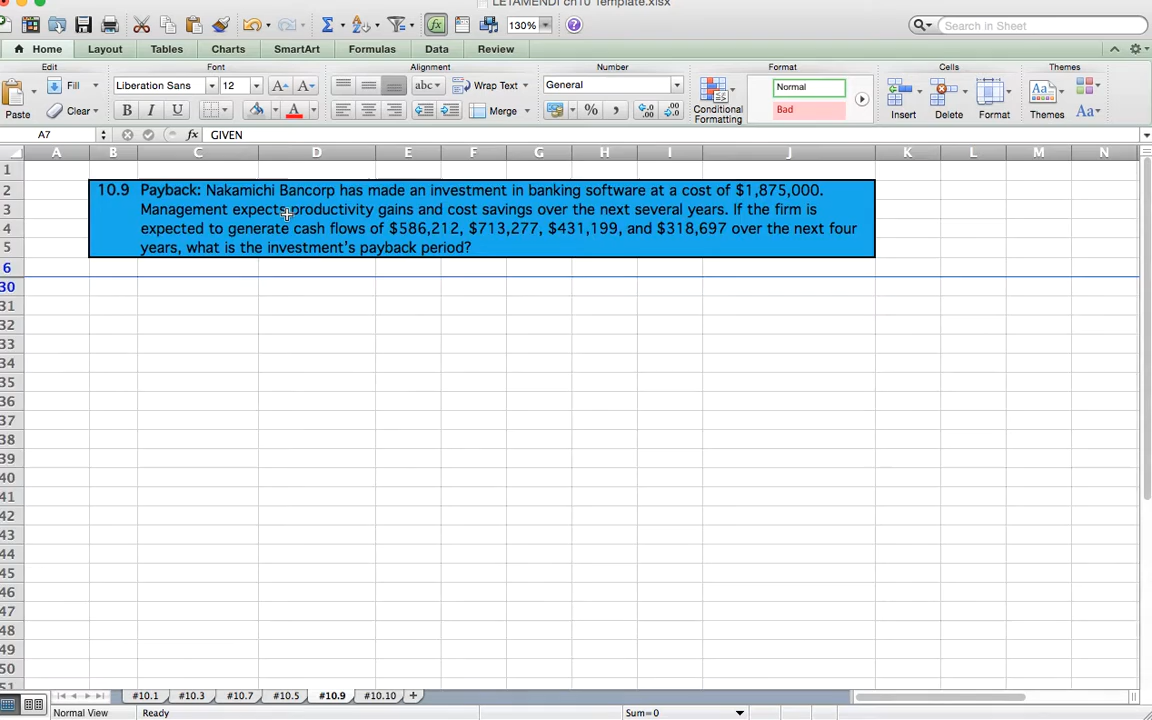 LETAMENDI ch10 Template.xlsx
130%
Search in Sheet
Home Layout Tables Charts SmartArt Formulas Data Review
Edit Font Alignment Number Format Cells Themes
Fill Liberation Sans 12 A A abc Wrap Text General Normal
Paste Clear B I U A Merge % , Conditional Formatting Bad Insert Delete Format Themes Aa
A7 fx GIVEN
A B C D E F G H I J K L M N
1
2 10.9 Payback: Nakamichi Bancorp has made an investment in banking software at a cost of $1,875,000.
3 Management expects productivity gains and cost savings over the next several years. If the firm is
4 expected to generate cash flows of $586,212, $713,277, $431,199, and $318,697 over the next four
5 years, what is the investment's payback period?
6
30
31
32
33
34
35
36
37
38
39
40
41
42
43
44
45
46
47
48
49
50
51
#10.1 #10.3 #10.7 #10.5 #10.9 #10.10 +
Normal View Ready Sum=0